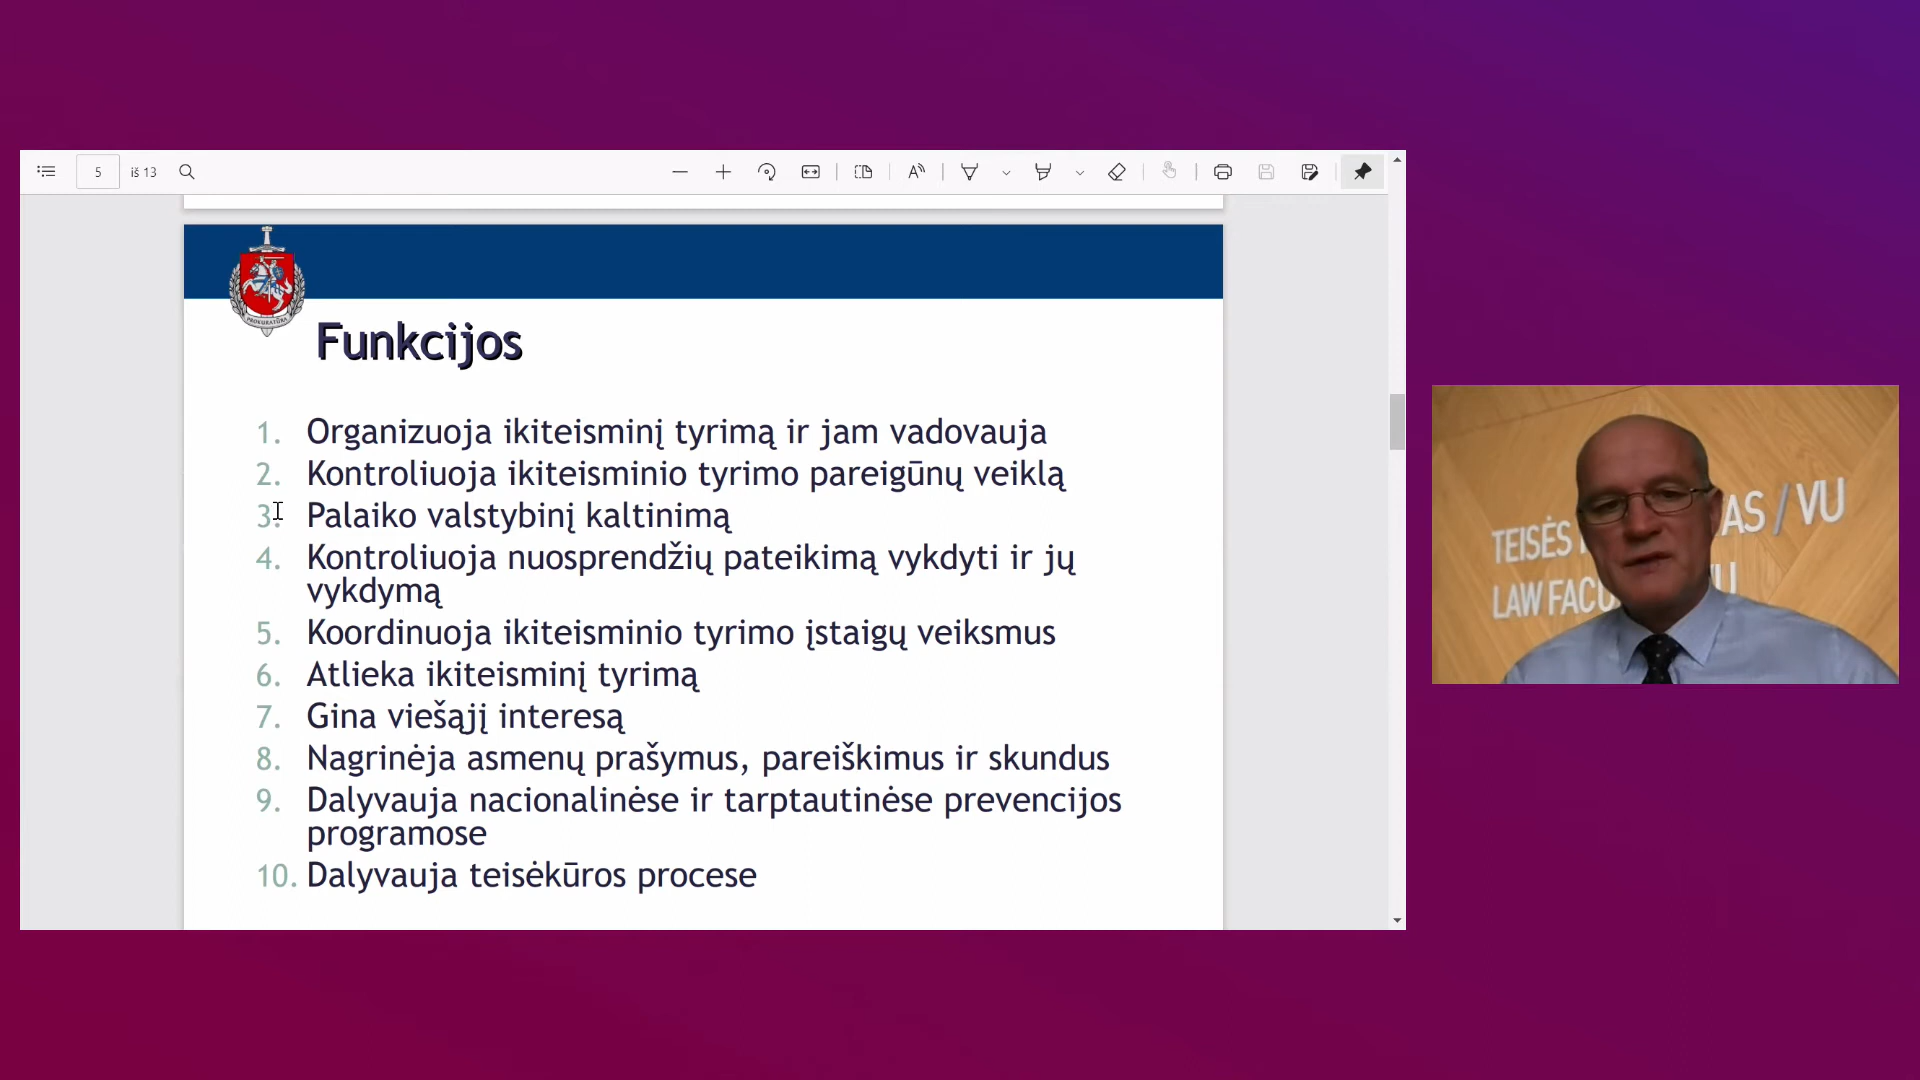 5 iš 13
PROKURATŪRA
Funkcijos
1. Organizuoja ikiteisminį tyrimą ir jam vadovauja
2. Kontroliuoja ikiteisminio tyrimo pareigūnų veiklą
3. Palaiko valstybinį kaltinimą
4. Kontroliuoja nuosprendžių pateikimą vykdyti ir jų
vykdymą
5. Koordinuoja ikiteisminio tyrimo įstaigų veiksmus
6. Atlieka ikiteisminį tyrimą
7. Gina viešąjį interesą
8. Nagrinėja asmenų prašymus, pareiškimus ir skundus
9. Dalyvauja nacionalinėse ir tarptautinėse prevencijos
programose
10. Dalyvauja teisėkūros procese
TEISĖS AS / VU
LAW FACU U